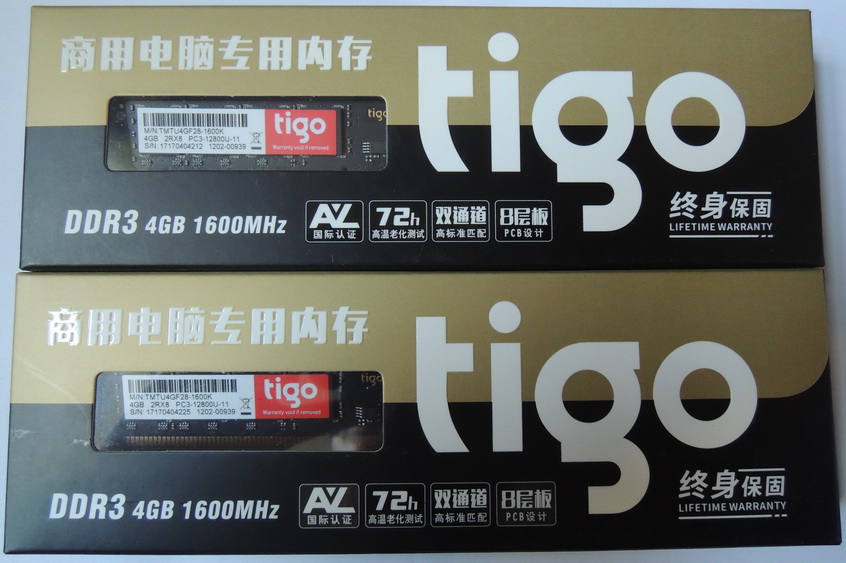 商用电脑专用内存
tigo
tigo
M/N:TMTU4GF28-1600K
4GB 2RX8 PC3-12800U-11
S/N: 17170404212 1202-00939
tigo
Warranty void if removed
DDR3 4GB 1600MHz
AVL
国际认证
72h
高温老化测试
双通道
高标准匹配
8层板
PCB设计
终身保固
LIFETIME WARRANTY
商用电脑专用内存
tigo
tigo
M/N:TMTU4GF28-1600K
4GB 2RX8 PC3-12800U-11
S/N: 17170404225 1202-00939
tigo
Warranty void if removed
DDR3 4GB 1600MHz
AVL
国际认证
72h
高温老化测试
双通道
高标准匹配
8层板
PCB设计
终身保固
LIFETIME WARRANTY